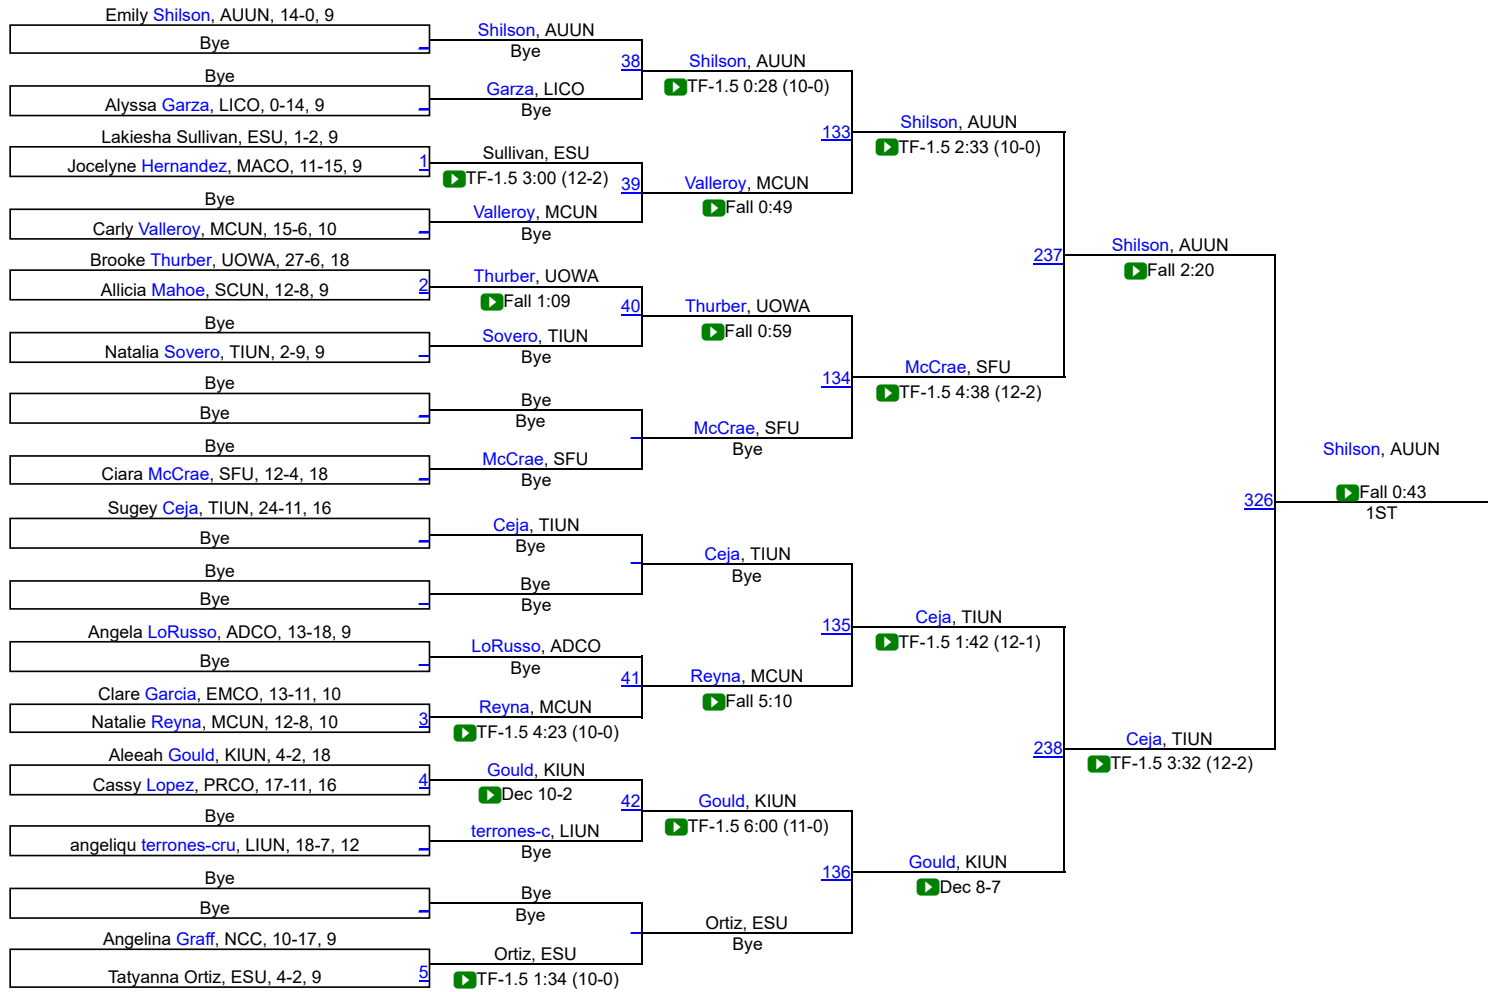 Emily Shilson, AUUN, 14-0, 9
Bye
Bye
Alyssa Garza, LICO, 0-14, 9
Lakiesha Sullivan, ESU, 1-2, 9
Jocelyne Hernandez, MACO, 11-15, 9
1
Bye
Carly Valleroy, MCUN, 15-6, 10
Brooke Thurber, UOWA, 27-6, 18
Allicia Mahoe, SCUN, 12-8, 9
2
Bye
Natalia Sovero, TIUN, 2-9, 9
Bye
Bye
Bye
Ciara McCrae, SFU, 12-4, 18
Sugey Ceja, TIUN, 24-11, 16
Bye
Bye
Bye
Angela LoRusso, ADCO, 13-18, 9
Bye
Clare Garcia, EMCO, 13-11, 10
Natalie Reyna, MCUN, 12-8, 10
3
Aleeah Gould, KIUN, 4-2, 18
Cassy Lopez, PRCO, 17-11, 16
4
Bye
angeliqu terrones-cru, LIUN, 18-7, 12
Bye
Bye
Angelina Graff, NCC, 10-17, 9
Tatyanna Ortiz, ESU, 4-2, 9
5
Shilson, AUUN
Bye
38
Garza, LICO
Bye
Sullivan, ESU
TF-1.5 3:00 (12-2)
39
Valleroy, MCUN
Bye
Thurber, UOWA
Fall 1:09
40
Sovero, TIUN
Bye
Bye
Bye
McCrae, SFU
Bye
Ceja, TIUN
Bye
Bye
Bye
LoRusso, ADCO
Bye
41
Reyna, MCUN
TF-1.5 4:23 (10-0)
Gould, KIUN
Dec 10-2
42
terrones-c, LIUN
Bye
Bye
Bye
Ortiz, ESU
TF-1.5 1:34 (10-0)
Shilson, AUUN
TF-1.5 0:28 (10-0)
133
Valleroy, MCUN
Fall 0:49
Thurber, UOWA
Fall 0:59
134
McCrae, SFU
Bye
Ceja, TIUN
Bye
135
Reyna, MCUN
Fall 5:10
Gould, KIUN
TF-1.5 6:00 (11-0)
136
Ortiz, ESU
Bye
Shilson, AUUN
TF-1.5 2:33 (10-0)
237
McCrae, SFU
TF-1.5 4:38 (12-2)
Ceja, TIUN
TF-1.5 1:42 (12-1)
238
Gould, KIUN
Dec 8-7
Shilson, AUUN
Fall 2:20
326
Ceja, TIUN
TF-1.5 3:32 (12-2)
Shilson, AUUN
Fall 0:43
1ST